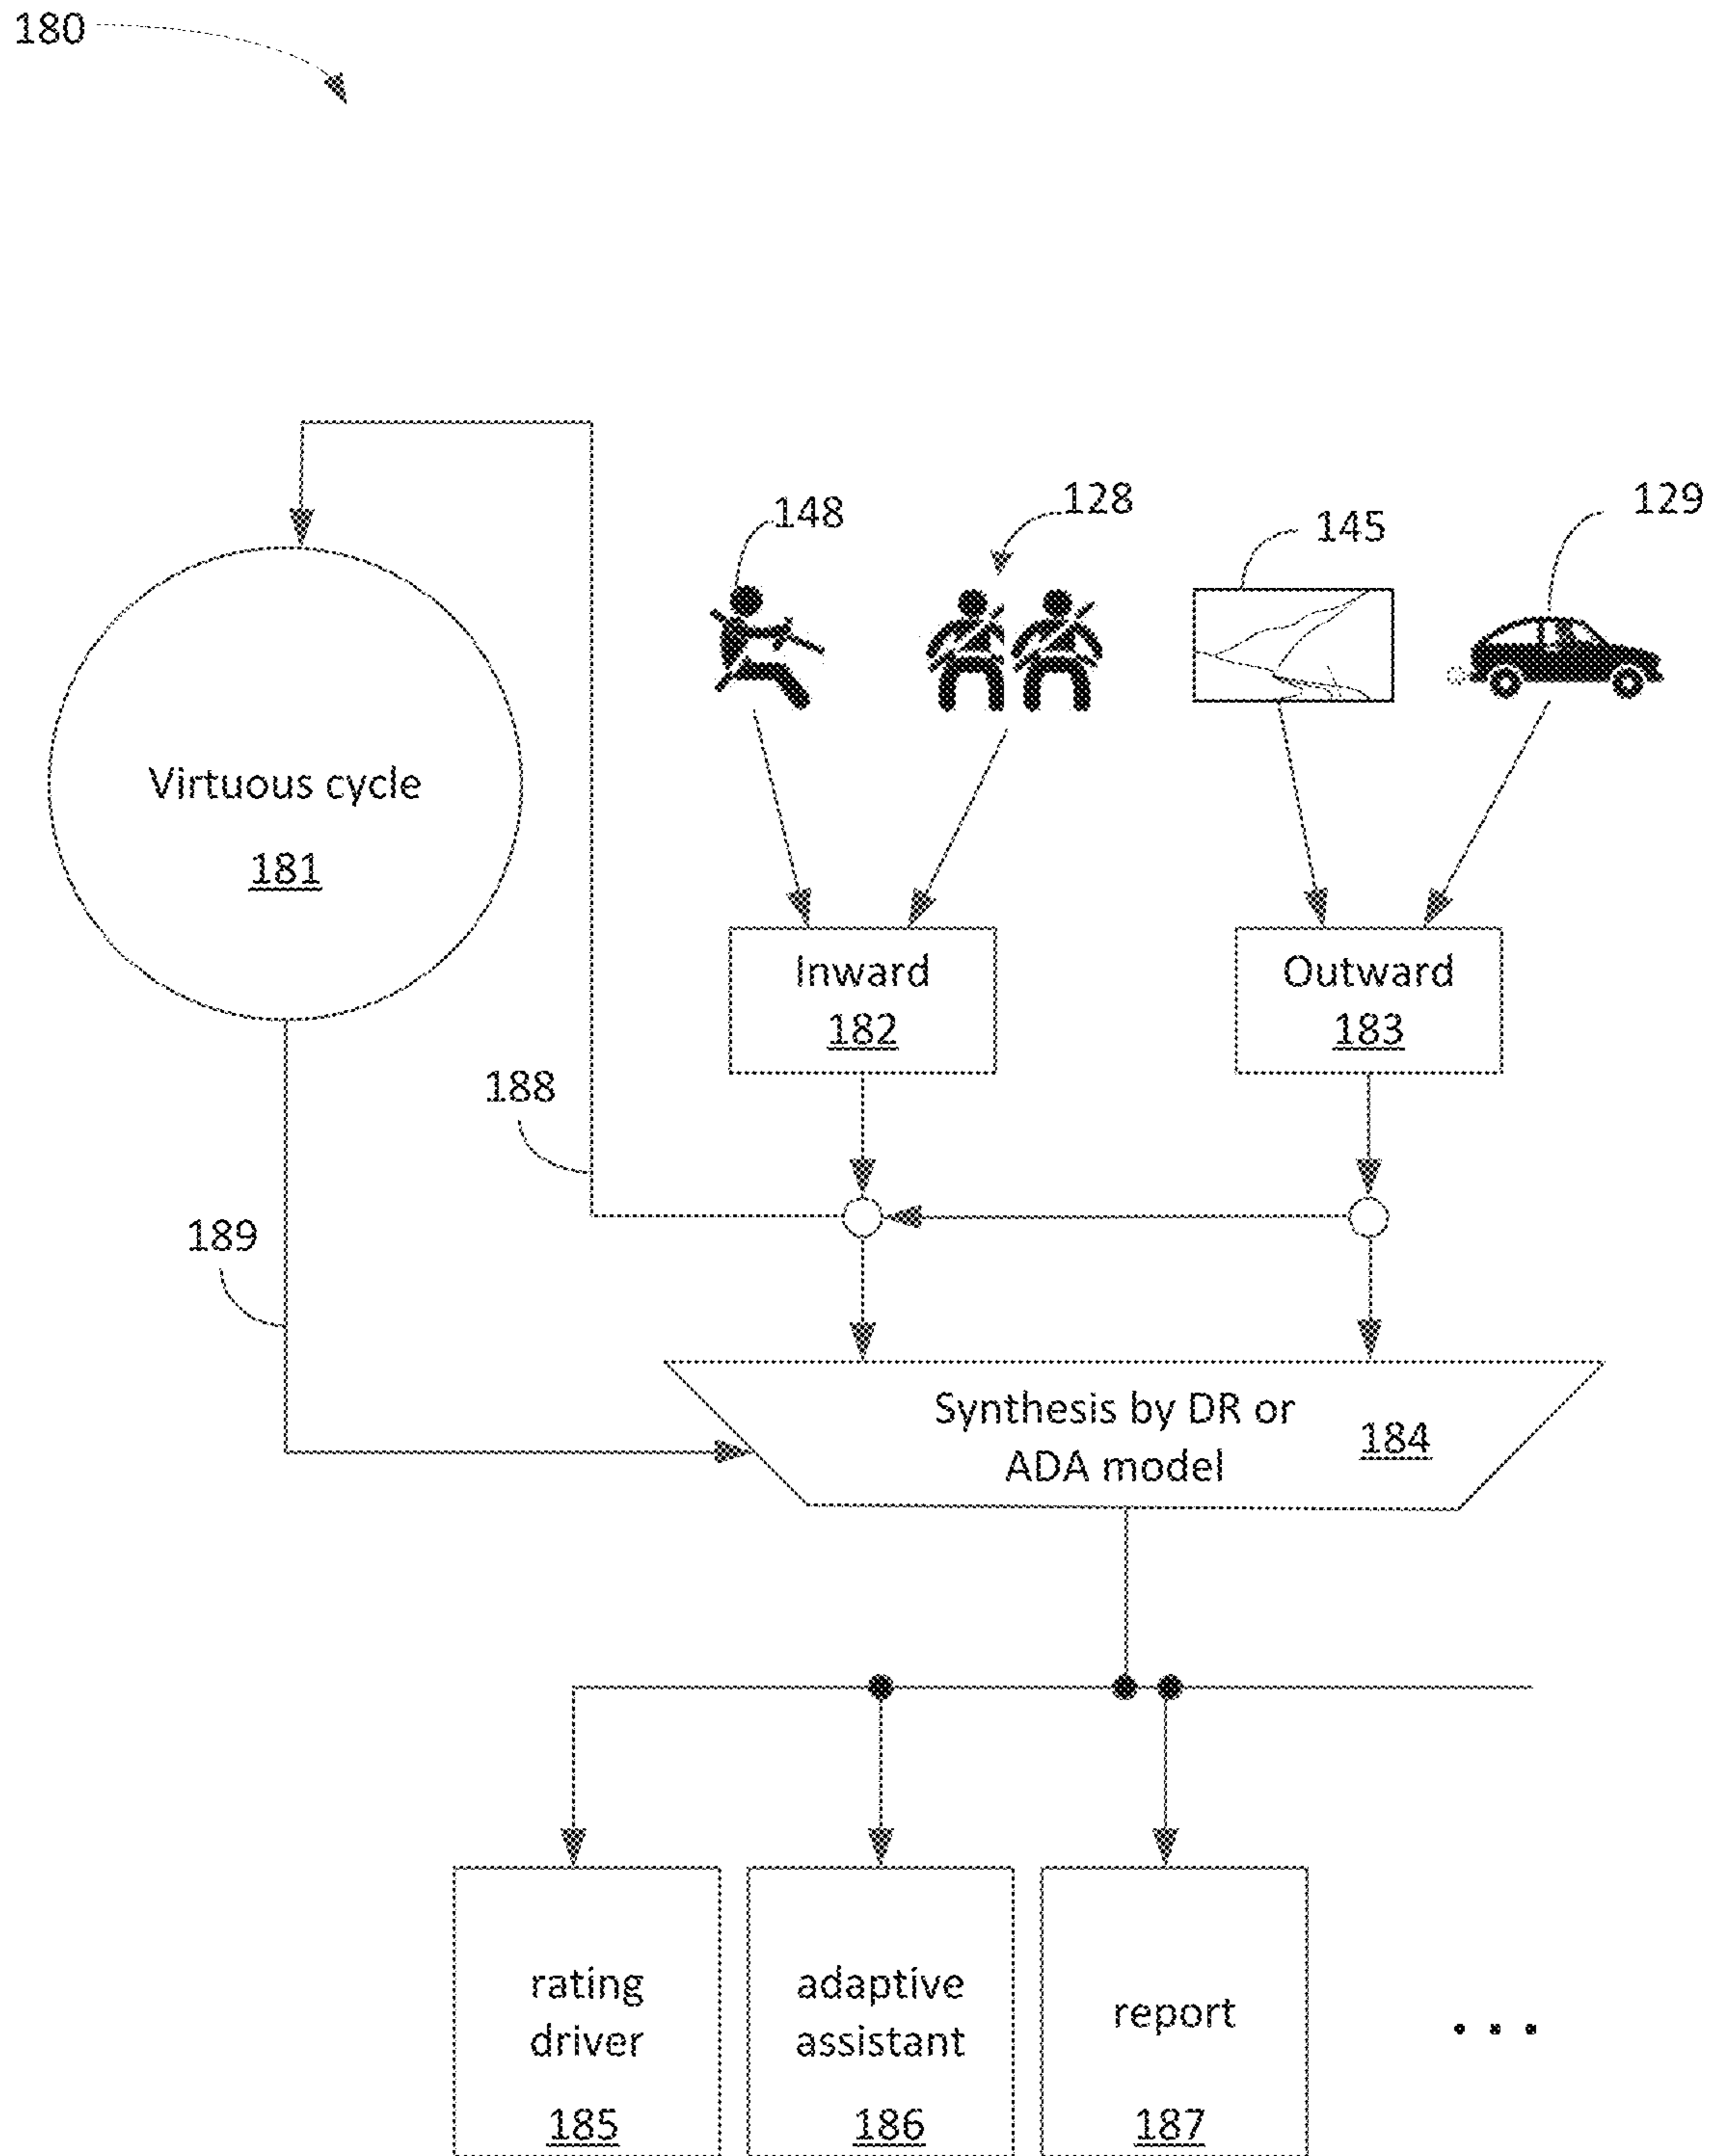 180
148
128
145
129
Virtuous cycle
181
Inward
182
Outward
183
188
189
Synthesis by DR or
ADA model
184
rating
driver
185
adaptive
assistant
186
report
187
...